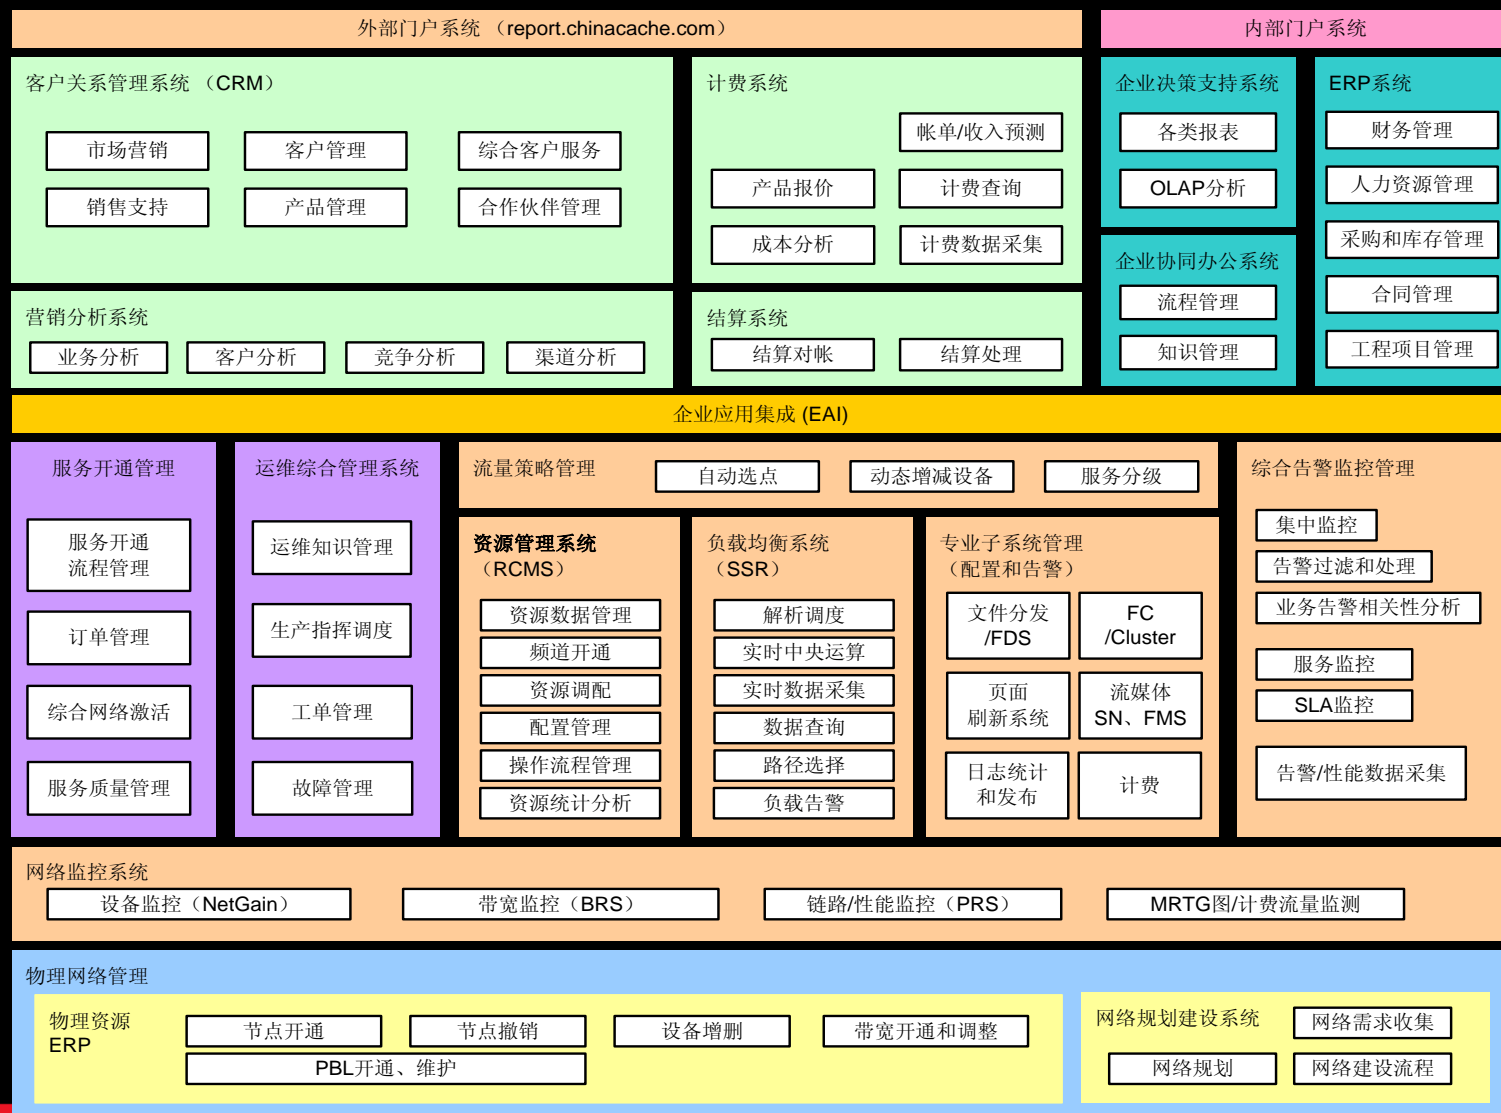 外部门户系统 （report.chinacache.com）
内部门户系统
客户关系管理系统 （CRM）
市场营销
客户管理
综合客户服务
销售支持
产品管理
合作伙伴管理
计费系统
帐单/收入预测
产品报价
计费查询
成本分析
计费数据采集
企业决策支持系统
各类报表
OLAP分析
ERP系统
财务管理
人力资源管理
采购和库存管理
合同管理
工程项目管理
企业协同办公系统
流程管理
知识管理
营销分析系统
业务分析
客户分析
竞争分析
渠道分析
结算系统
结算对帐
结算处理
企业应用集成 (EAI)
服务开通管理
服务开通
流程管理
订单管理
综合网络激活
服务质量管理
运维综合管理系统
运维知识管理
生产指挥调度
工单管理
故障管理
流量策略管理
自动选点
动态增减设备
服务分级
资源管理系统
（RCMS）
资源数据管理
频道开通
资源调配
配置管理
操作流程管理
资源统计分析
负载均衡系统
（SSR）
解析调度
实时中央运算
实时数据采集
数据查询
路径选择
负载告警
专业子系统管理
（配置和告警）
文件分发
/FDS
FC
/Cluster
页面
刷新系统
流媒体
SN、FMS
日志统计
和发布
计费
综合告警监控管理
集中监控
告警过滤和处理
业务告警相关性分析
服务监控
SLA监控
告警/性能数据采集
网络监控系统
设备监控（NetGain）
带宽监控（BRS）
链路/性能监控（PRS）
MRTG图/计费流量监测
物理网络管理
物理资源
ERP
节点开通
节点撤销
设备增删
带宽开通和调整
PBL开通、维护
网络规划建设系统
网络需求收集
网络规划
网络建设流程